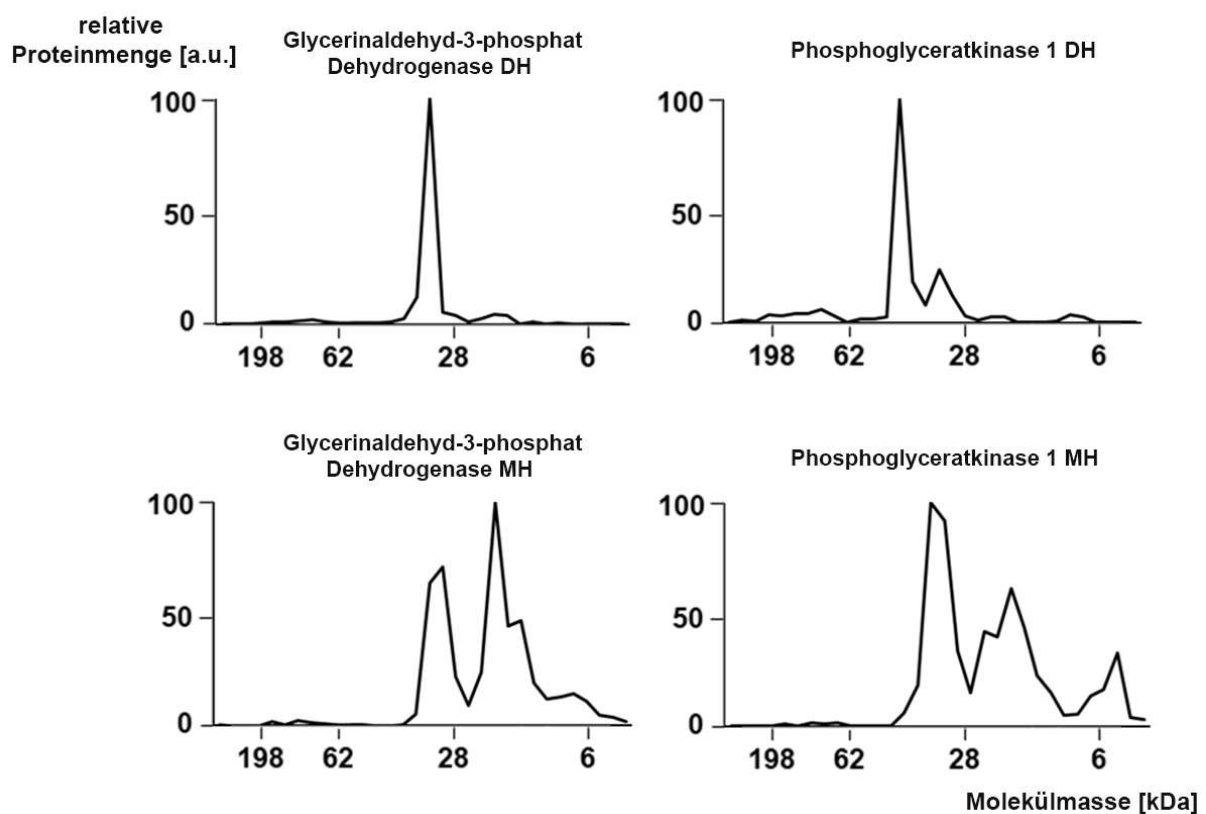 relative
Proteinmenge [a.u.]
Glycerinaldehyd-3-phosphat
Dehydrogenase DH
100
50
0
198 62 28 6
Phosphoglyceratkinase 1 DH
100
50
0
198 62 28 6
Glycerinaldehyd-3-phosphat
Dehydrogenase MH
100
50
0
198 62 28 6
Phosphoglyceratkinase 1 MH
100
50
0
198 62 28 6
Molekülmasse [kDa]